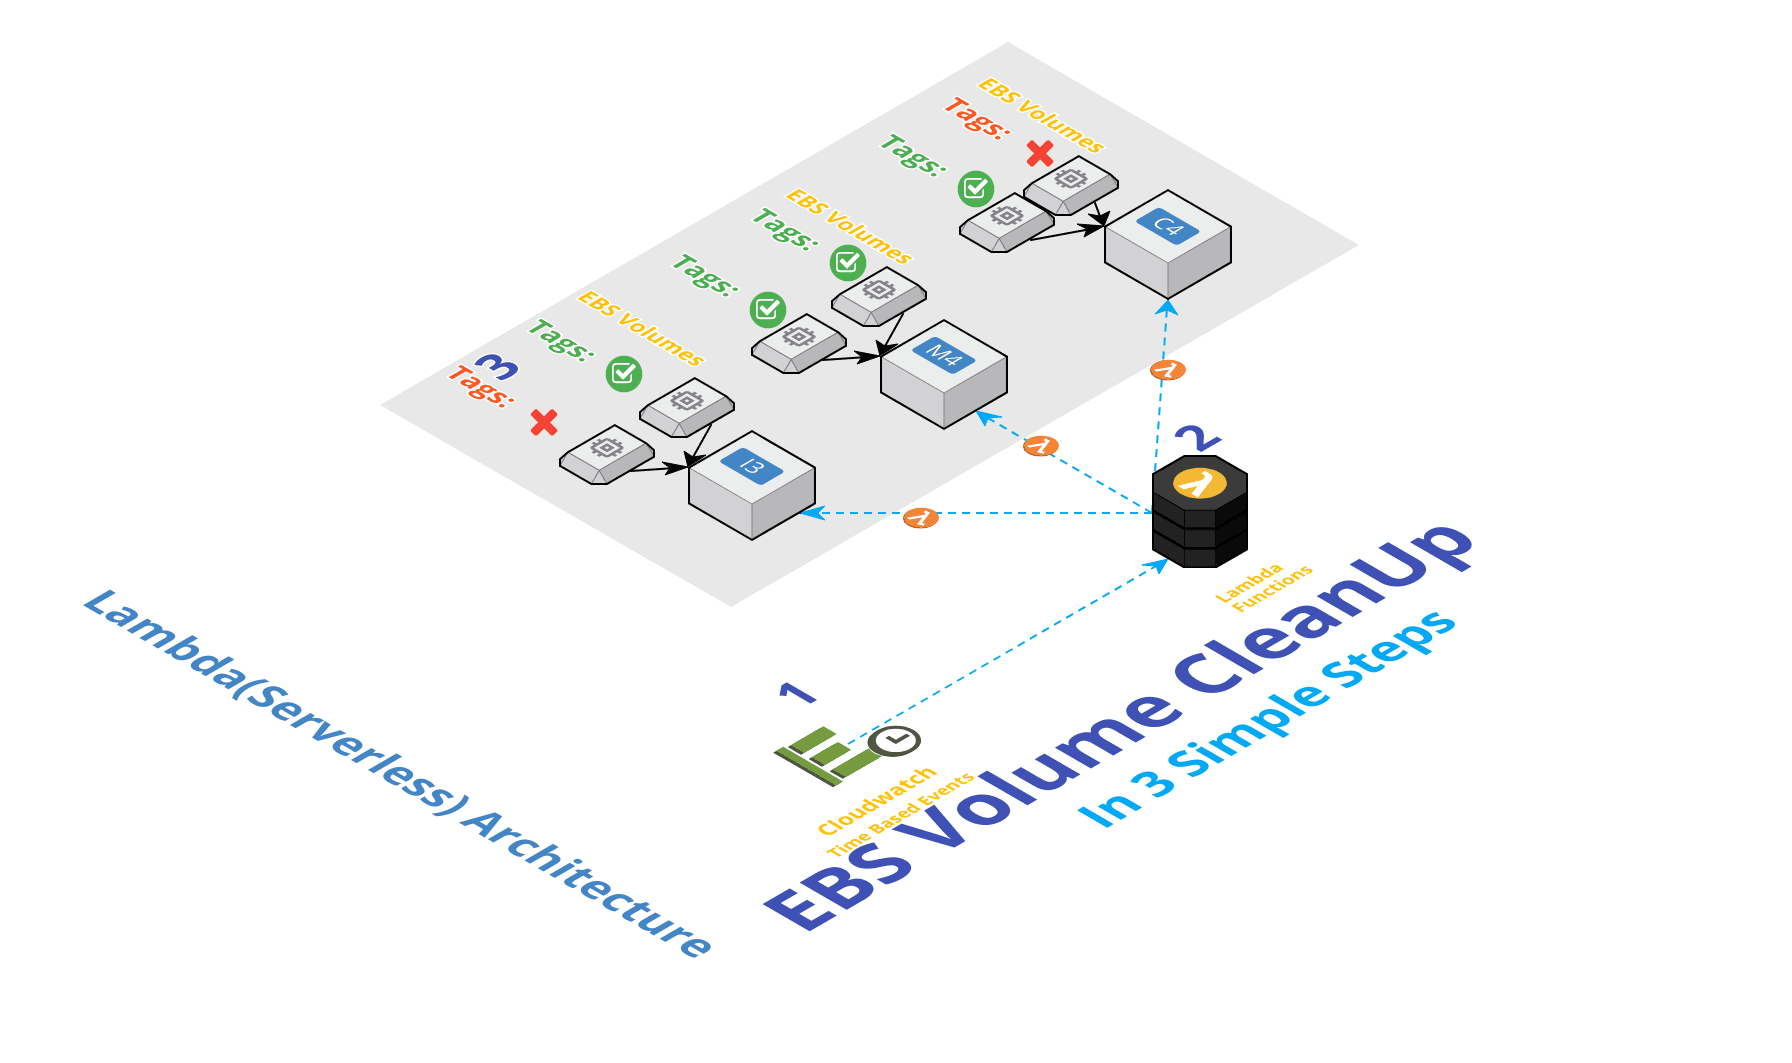 EBS Volumes
Tags:
Tags:
C4
EBS Volumes
Tags:
Tags:
M4
EBS Volumes
Tags:
3
Tags:
I3
2
Lambda
Functions
1
Cloudwatch
Time Based Events
EBS Volume CleanUp
In 3 Simple Steps
Lambda(Serverless) Architecture